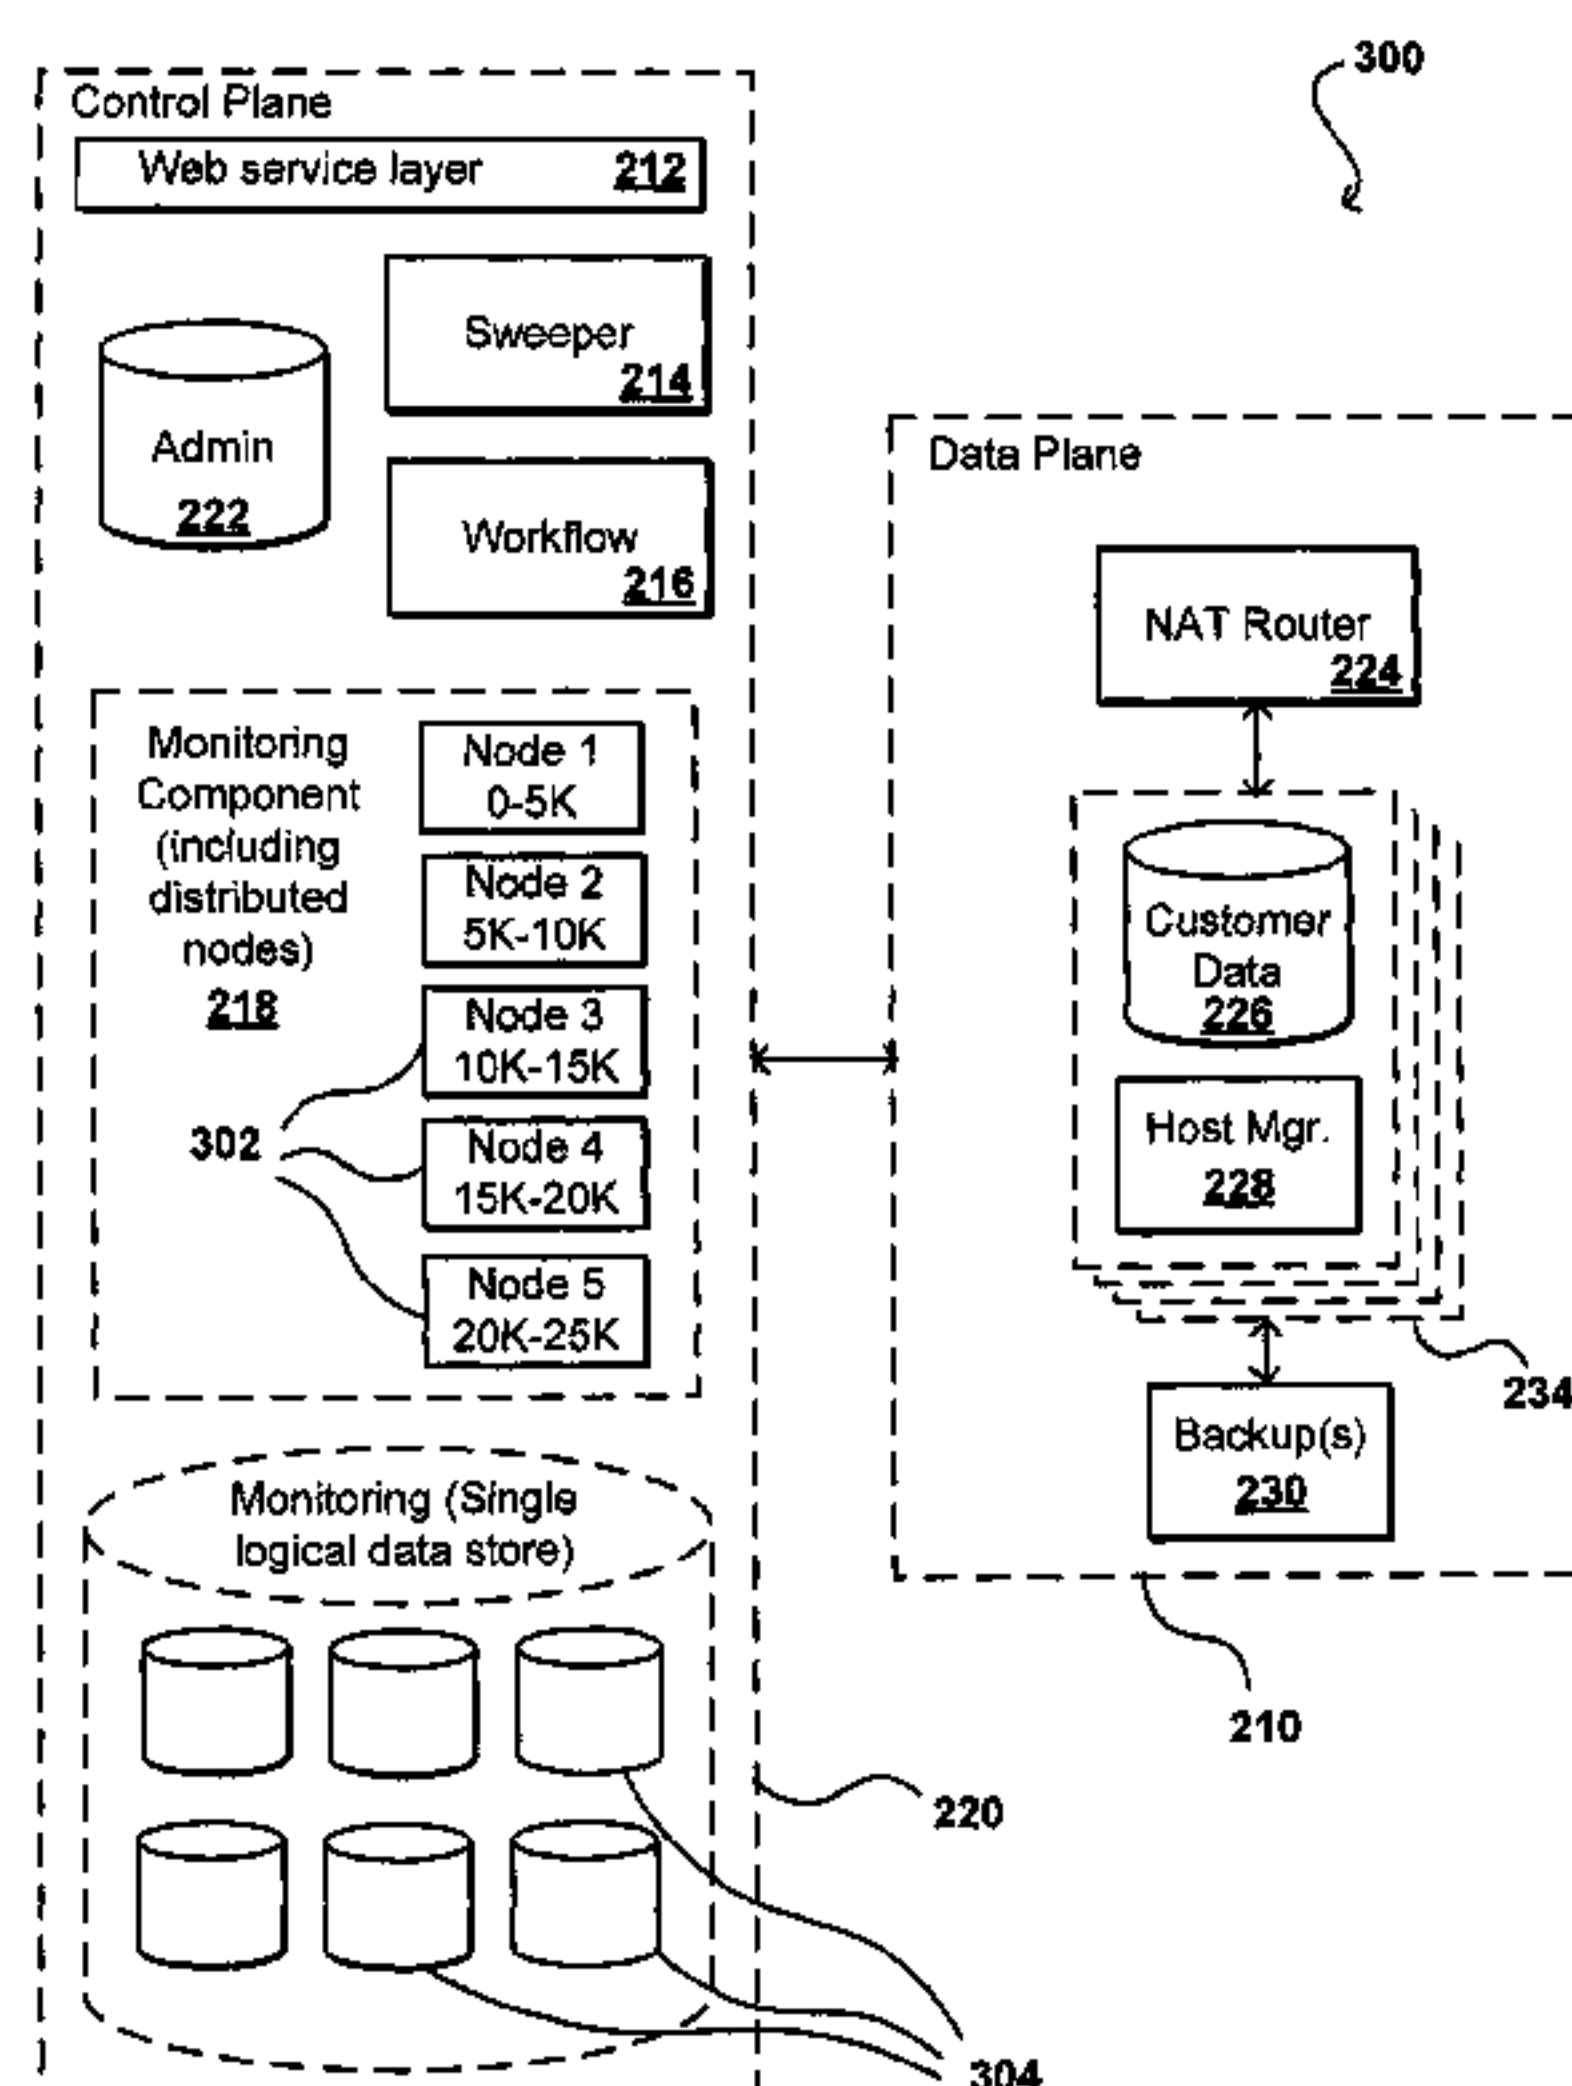 300
Control Plane
Web service layer 212
Sweeper
214
Admin
222
Workflow
216
Monitoring
Component
(including
distributed
nodes)
218
Node 1
0-5K
Node 2
5K-10K
Node 3
10K-15K
Node 4
15K-20K
Node 5
20K-25K
302
Monitoring (Single
logical data store)
220
304
Data Plane
NAT Router
224
Customer
Data
226
Host Mgr.
228
234
Backup(s)
230
210